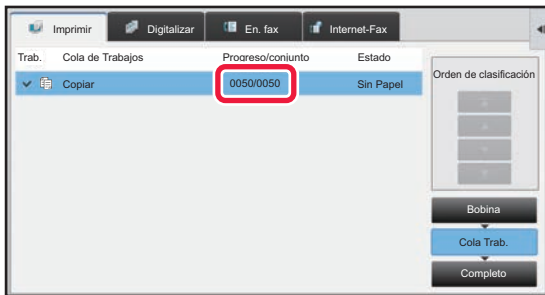 Imprimir Digitalizar En. fax Internet-Fax
Trab. Cola de Trabajos Progreso/conjunto Estado
Copiar 0050/0050 Sin Papel
Orden de clasificación
Bobina
Cola Trab.
Completo